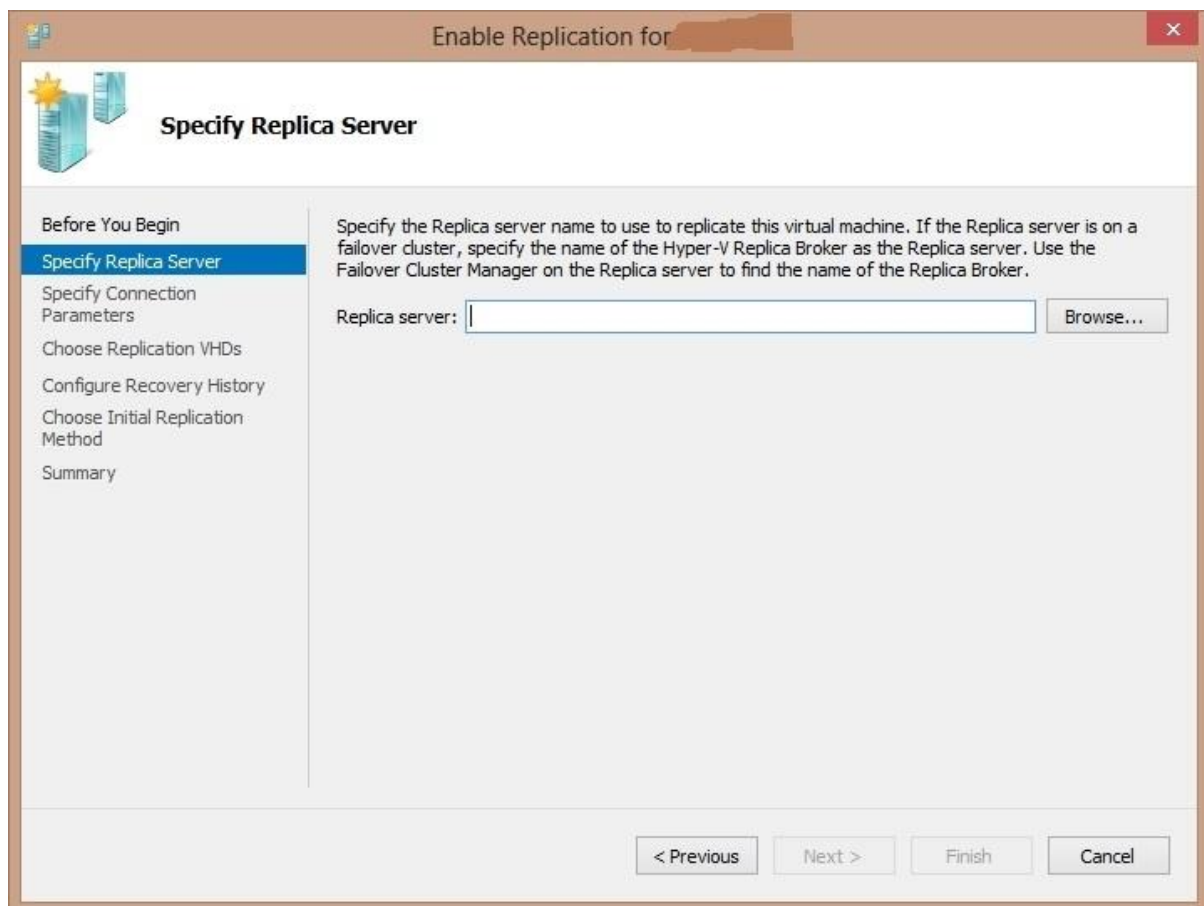 Enable Replication for
Specify Replica Server
Before You Begin
Specify Replica Server
Specify Connection
Parameters
Choose Replication VHDs
Configure Recovery History
Choose Initial Replication
Method
Summary
Specify the Replica server name to use to replicate this virtual machine. If the Replica server is on a
failover cluster, specify the name of the Hyper-V Replica Broker as the Replica server. Use the
Failover Cluster Manager on the Replica server to find the name of the Replica Broker.
Replica server:
Browse...
< Previous
Next >
Finish
Cancel